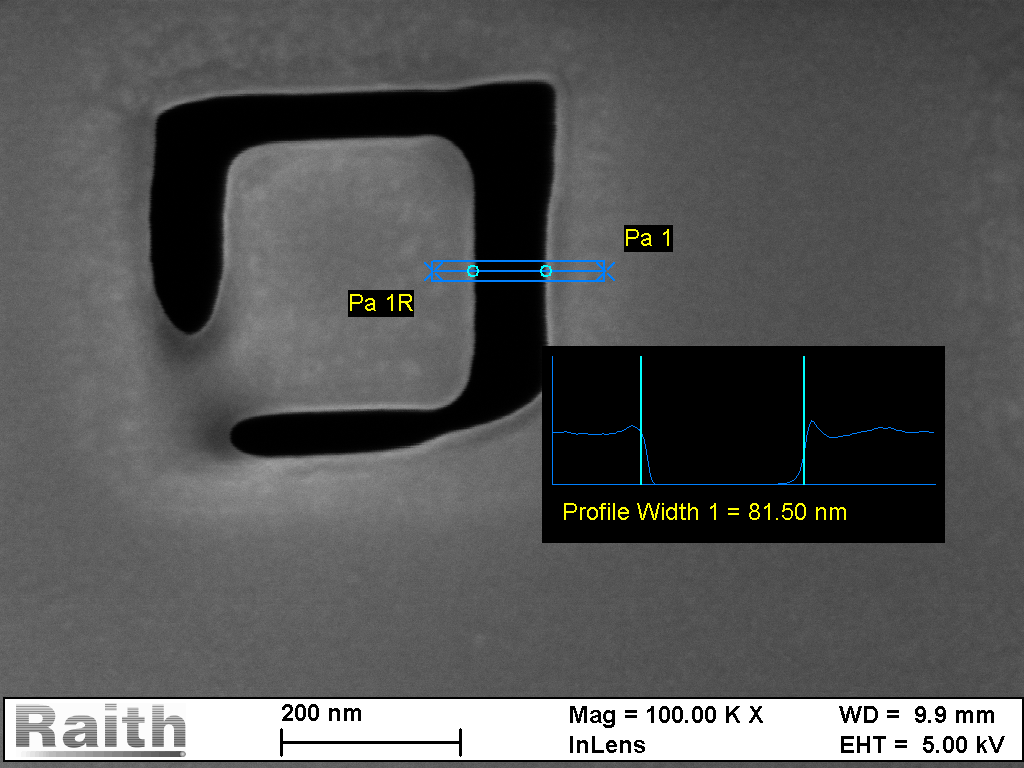 Pa 1
Pa 1R
Profile Width 1 = 81.50 nm
Raith
200 nm
Mag = 100.00 K X
WD = 9.9 mm
InLens
EHT = 5.00 kV